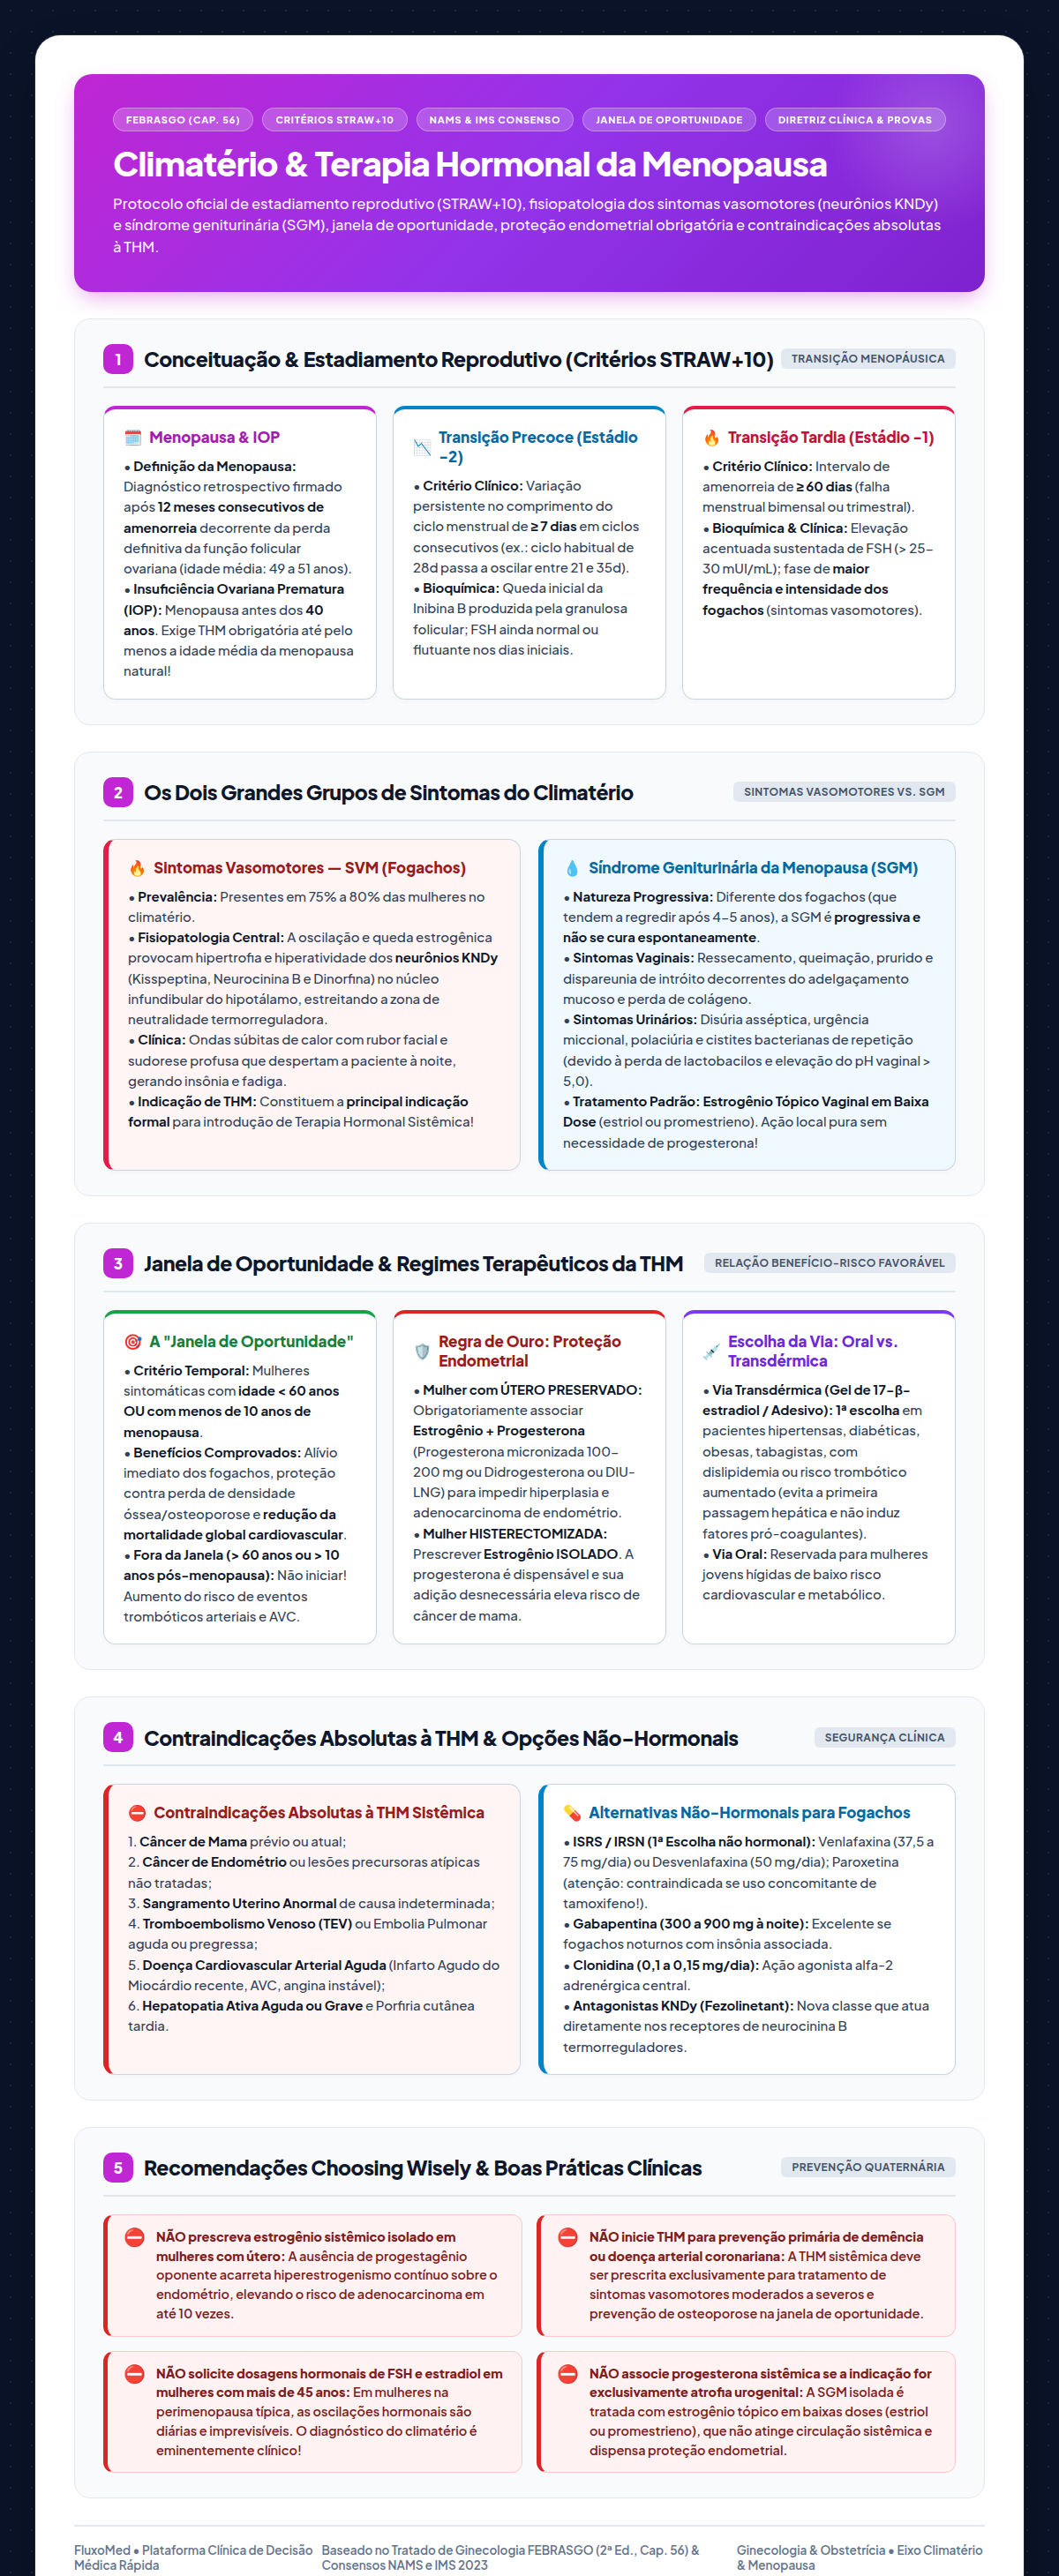 FEBRASGO (CAP. 56)
CRITÉRIOS STRAW+10
NAMS & IMS CONSENSO
JANELA DE OPORTUNIDADE
DIRETRIZ CLÍNICA & PROVAS
Climatério & Terapia Hormonal da Menopausa
Protocolo oficial de estadiamento reprodutivo (STRAW+10), fisiopatologia dos sintomas vasomotores (neurônios KNDy)
e síndrome geniturinária (SGM), janela de oportunidade, proteção endometrial obrigatória e contraindicações absolutas
à THM.
1
Conceituação & Estadiamento Reprodutivo (Critérios STRAW+10)
TRANSIÇÃO MENOPÁUSICA
🗓️ Menopausa & IOP
• Definição da Menopausa:
Diagnóstico retrospectivo firmado
após 12 meses consecutivos de
amenorreia decorrente da perda
definitiva da função folicular
ovariana (idade média: 49 a 51 anos).
• Insuficiência Ovariana Prematura
(IOP): Menopausa antes dos 40
anos. Exige THM obrigatória até pelo
menos a idade média da menopausa
natural!
📉 Transição Precoce (Estádio
-2)
• Critério Clínico: Variação
persistente no comprimento do
ciclo menstrual de ≥ 7 dias em ciclos
consecutivos (ex.: ciclo habitual de
28d passa a oscilar entre 21 e 35d).
• Bioquímica: Queda inicial da
Inibina B produzida pela granulosa
folicular; FSH ainda normal ou
flutuante nos dias iniciais.
🔥 Transição Tardia (Estádio -1)
• Critério Clínico: Intervalo de
amenorreia de ≥ 60 dias (falha
menstrual bimensal ou trimestral).
• Bioquímica & Clínica: Elevação
acentuada sustentada de FSH (> 25–
30 mUI/mL); fase de maior
frequência e intensidade dos
fogachos (sintomas vasomotores).
2
Os Dois Grandes Grupos de Sintomas do Climatério
SINTOMAS VASOMOTORES VS. SGM
🔥 Sintomas Vasomotores — SVM (Fogachos)
• Prevalência: Presentes em 75% a 80% das mulheres no
climatério.
• Fisiopatologia Central: A oscilação e queda estrogênica
provocam hipertrofia e hiperatividade dos neurônios KNDy
(Kisspeptina, Neurocinina B e Dinorfina) no núcleo
infundibular do hipotálamo, estreitando a zona de
neutralidade termorreguladora.
• Clínica: Ondas súbitas de calor com rubor facial e
sudorese profusa que despertam a paciente à noite,
gerando insônia e fadiga.
• Indicação de THM: Constituem a principal indicação
formal para introdução de Terapia Hormonal Sistêmica!
💧 Síndrome Geniturinária da Menopausa (SGM)
• Natureza Progressiva: Diferente dos fogachos (que
tendem a regredir após 4–5 anos), a SGM é progressiva e
não se cura espontaneamente.
• Sintomas Vaginais: Ressecamento, queimação, prurido e
dispareunia de intróito decorrentes do adelgaçamento
mucoso e perda de colágeno.
• Sintomas Urinários: Disúria asséptica, urgência
miccional, polaciúria e cistites bacterianas de repetição
(devido à perda de lactobacilos e elevação do pH vaginal >
5,0).
• Tratamento Padrão: Estrogênio Tópico Vaginal em Baixa
Dose (estriol ou promestrieno). Ação local pura sem
necessidade de progesterona!
3
Janela de Oportunidade & Regimes Terapêuticos da THM
RELAÇÃO BENEFÍCIO-RISCO FAVORÁVEL
🎯 A "Janela de Oportunidade"
• Critério Temporal: Mulheres
sintomáticas com idade < 60 anos
OU com menos de 10 anos de
menopausa.
• Benefícios Comprovados: Alívio
imediato dos fogachos, proteção
contra perda de densidade
óssea/osteoporose e redução da
mortalidade global cardiovascular.
• Fora da Janela (> 60 anos ou > 10
anos pós-menopausa): Não iniciar!
Aumento do risco de eventos
trombóticos arteriais e AVC.
🛡️ Regra de Ouro: Proteção
Endometrial
• Mulher com ÚTERO PRESERVADO:
Obrigatoriamente associar
Estrogênio + Progesterona
(Progesterona micronizada 100–
200 mg ou Didrogesterona ou DIU-
LNG) para impedir hiperplasia e
adenocarcinoma de endométrio.
• Mulher HISTERECTOMIZADA:
Prescrever Estrogênio ISOLADO. A
progesterona é dispensável e sua
adição desnecessária eleva risco de
câncer de mama.
💉 Escolha da Via: Oral vs.
Transdérmica
• Via Transdérmica (Gel de 17-β-
estradiol / Adesivo): 1ª escolha em
pacientes hipertensas, diabéticas,
obesas, tabagistas, com
dislipidemia ou risco trombótico
aumentado (evita a primeira
passagem hepática e não induz
fatores pró-coagulantes).
• Via Oral: Reservada para mulheres
jovens hígidas de baixo risco
cardiovascular e metabólico.
4
Contraindicações Absolutas à THM & Opções Não-Hormonais
SEGURANÇA CLÍNICA
⛔ Contraindicações Absolutas à THM Sistêmica
1. Câncer de Mama prévio ou atual;
2. Câncer de Endométrio ou lesões precursoras atípicas
não tratadas;
3. Sangramento Uterino Anormal de causa indeterminada;
4. Tromboembolismo Venoso (TEV) ou Embolia Pulmonar
aguda ou pregressa;
5. Doença Cardiovascular Arterial Aguda (Infarto Agudo do
Miocárdio recente, AVC, angina instável);
6. Hepatopatia Ativa Aguda ou Grave e Porfiria cutânea
tardia.
💊 Alternativas Não-Hormonais para Fogachos
• ISRS / IRSN (1ª Escolha não hormonal): Venlafaxina (37,5 a
75 mg/dia) ou Desvenlafaxina (50 mg/dia); Paroxetina
(atenção: contraindicada se uso concomitante de
tamoxifeno!).
• Gabapentina (300 a 900 mg à noite): Excelente se
fogachos noturnos com insônia associada.
• Clonidina (0,1 a 0,15 mg/dia): Ação agonista alfa-2
adrenérgica central.
• Antagonistas KNDy (Fezolinetant): Nova classe que atua
diretamente nos receptores de neurocinina B
termorreguladores.
5
Recomendações Choosing Wisely & Boas Práticas Clínicas
PREVENÇÃO QUATERNÁRIA
⛔ NÃO prescreva estrogênio sistêmico isolado em
mulheres com útero: A ausência de progestagênio
oponente acarreta hiperestrogenismo contínuo sobre o
endométrio, elevando o risco de adenocarcinoma em
até 10 vezes.
⛔ NÃO inicie THM para prevenção primária de demência
ou doença arterial coronariana: A THM sistêmica deve
ser prescrita exclusivamente para tratamento de
sintomas vasomotores moderados a severos e
prevenção de osteoporose na janela de oportunidade.
⛔ NÃO solicite dosagens hormonais de FSH e estradiol em
mulheres com mais de 45 anos: Em mulheres na
perimenopausa típica, as oscilações hormonais são
diárias e imprevisíveis. O diagnóstico do climatério é
eminentemente clínico!
⛔ NÃO associe progesterona sistêmica se a indicação for
exclusivamente atrofia urogenital: A SGM isolada é
tratada com estrogênio tópico em baixas doses (estriol
ou promestrieno), que não atinge circulação sistêmica e
dispensa proteção endometrial.
FluxoMed • Plataforma Clínica de Decisão
Médica Rápida
Baseado no Tratado de Ginecologia FEBRASGO (2ª Ed., Cap. 56) &
Consensos NAMS e IMS 2023
Ginecologia & Obstetrícia • Eixo Climatério
& Menopausa